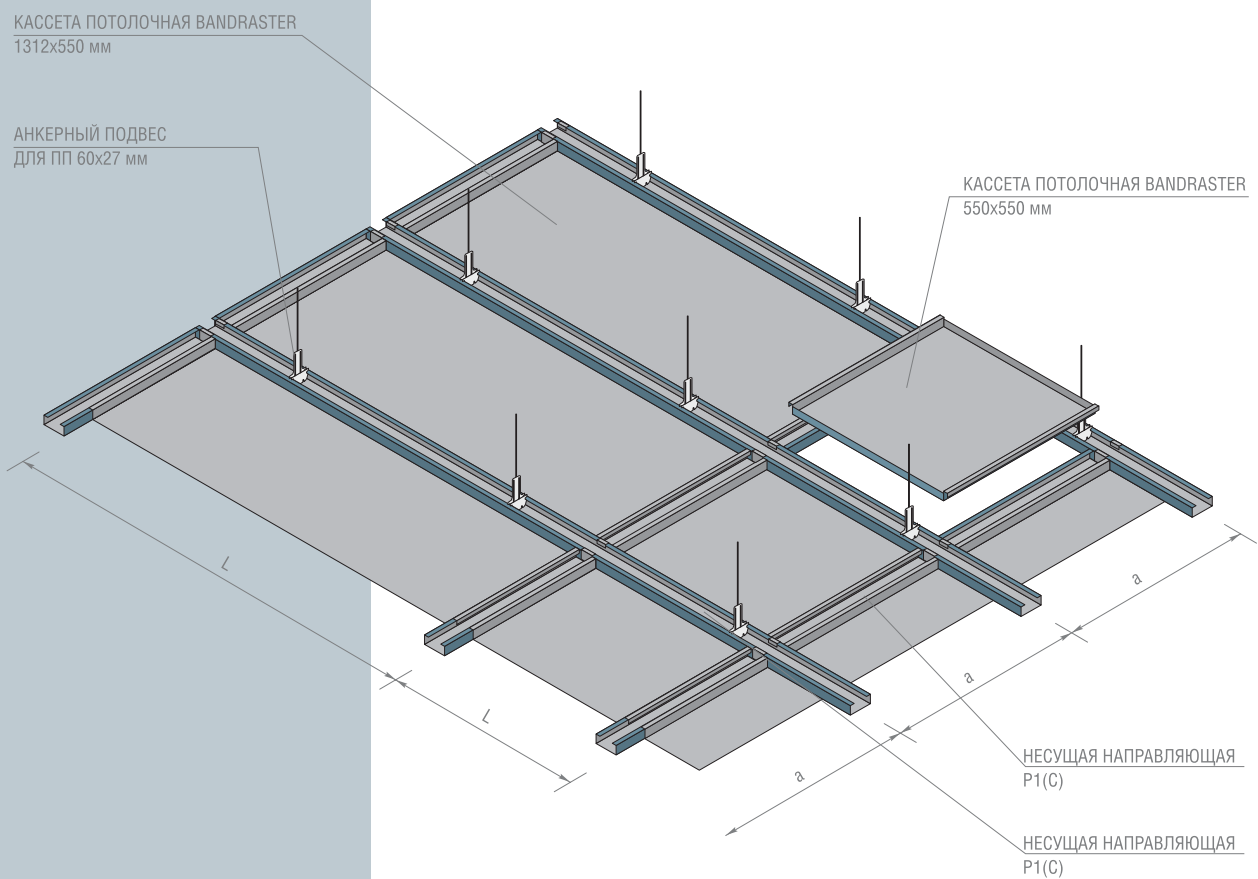 КАССЕТА ПОТОЛОЧНАЯ BANDRASTER
1312x550 мм
АНКЕРНЫЙ ПОДВЕС
ДЛЯ ПП 60x27 мм
КАССЕТА ПОТОЛОЧНАЯ BANDRASTER
550x550 мм
L
L
a
a
a
НЕСУЩАЯ НАПРАВЛЯЮЩАЯ
P1(C)
НЕСУЩАЯ НАПРАВЛЯЮЩАЯ
P1(C)